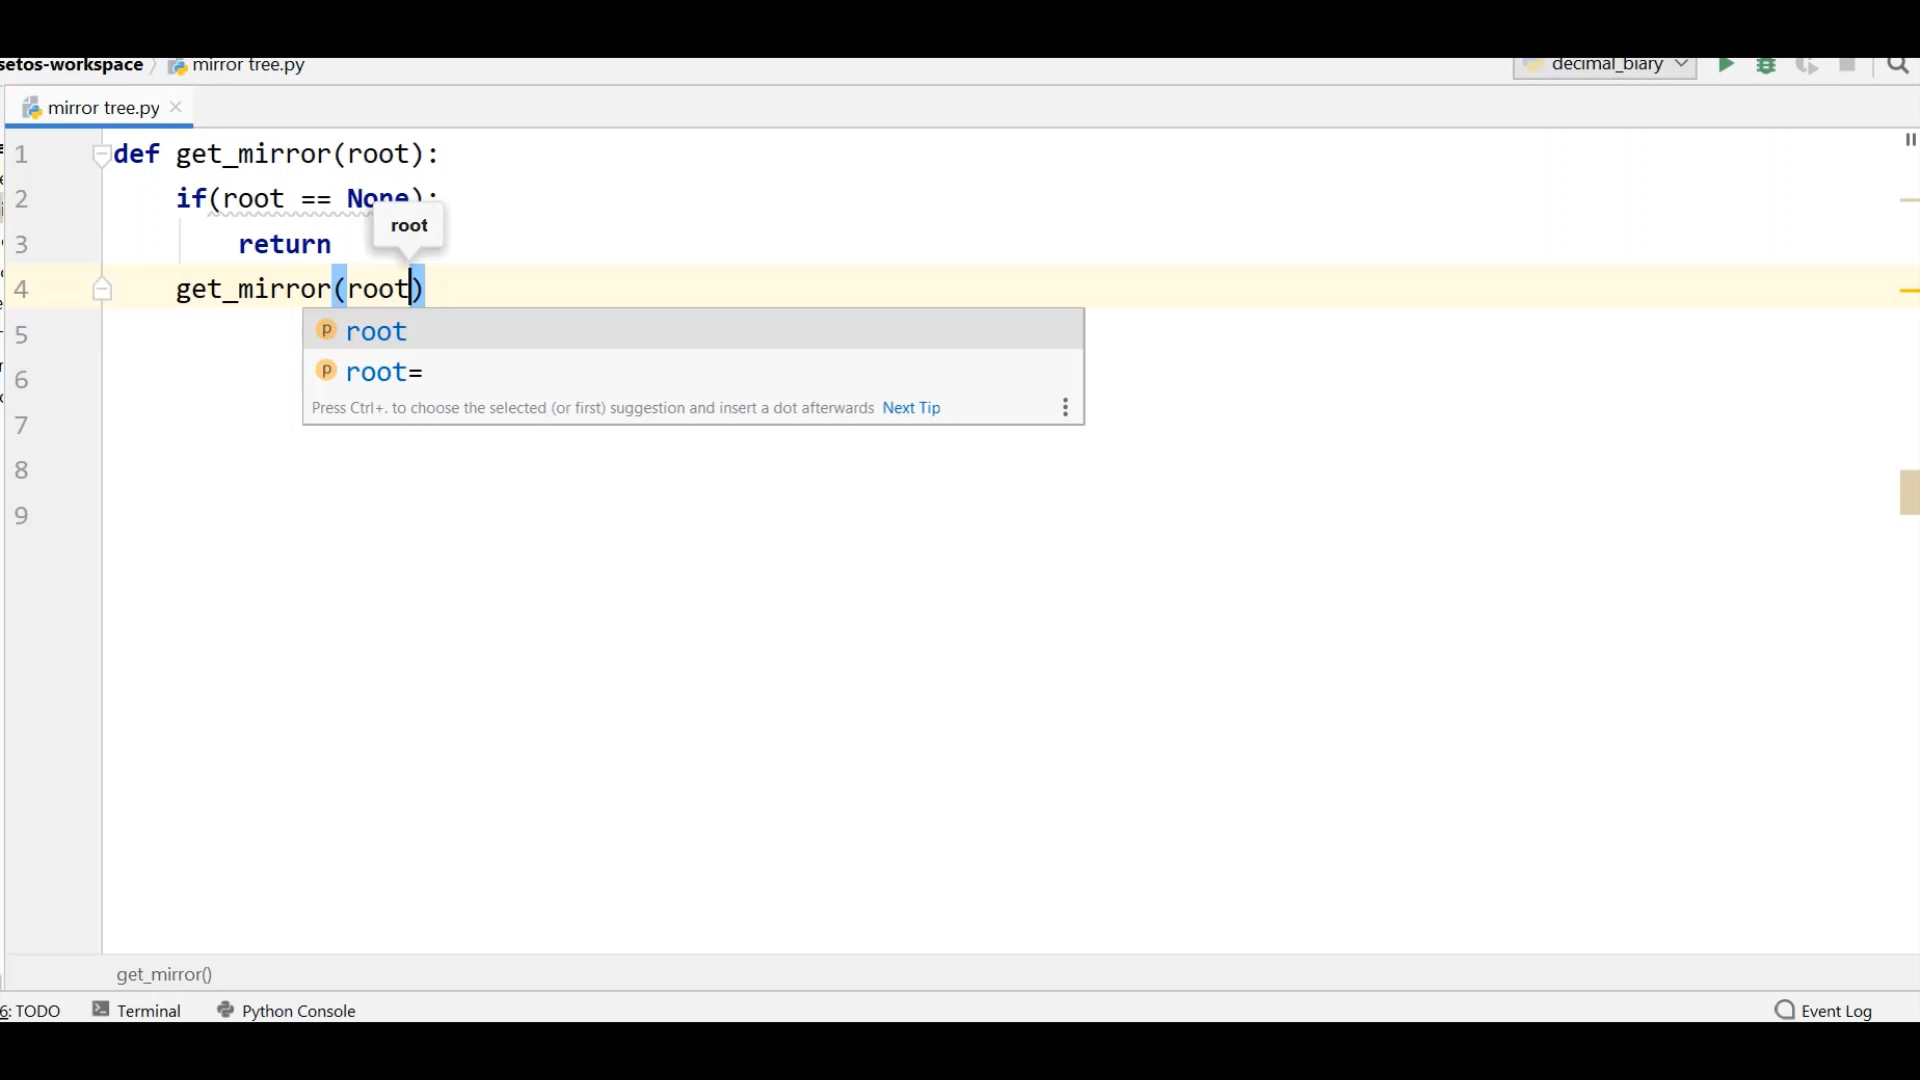 setos-workspace 〉 mirror tree.py
decimal_biary
mirror tree.py
1 def get_mirror(root):
2 if(root == None):
root
3 return
4 get_mirror(root)
root
root=
Press Ctrl+. to choose the selected (or first) suggestion and insert a dot afterwards Next Tip
5
6
7
8
9
get_mirror()
6: TODO Terminal Python Console Event Log